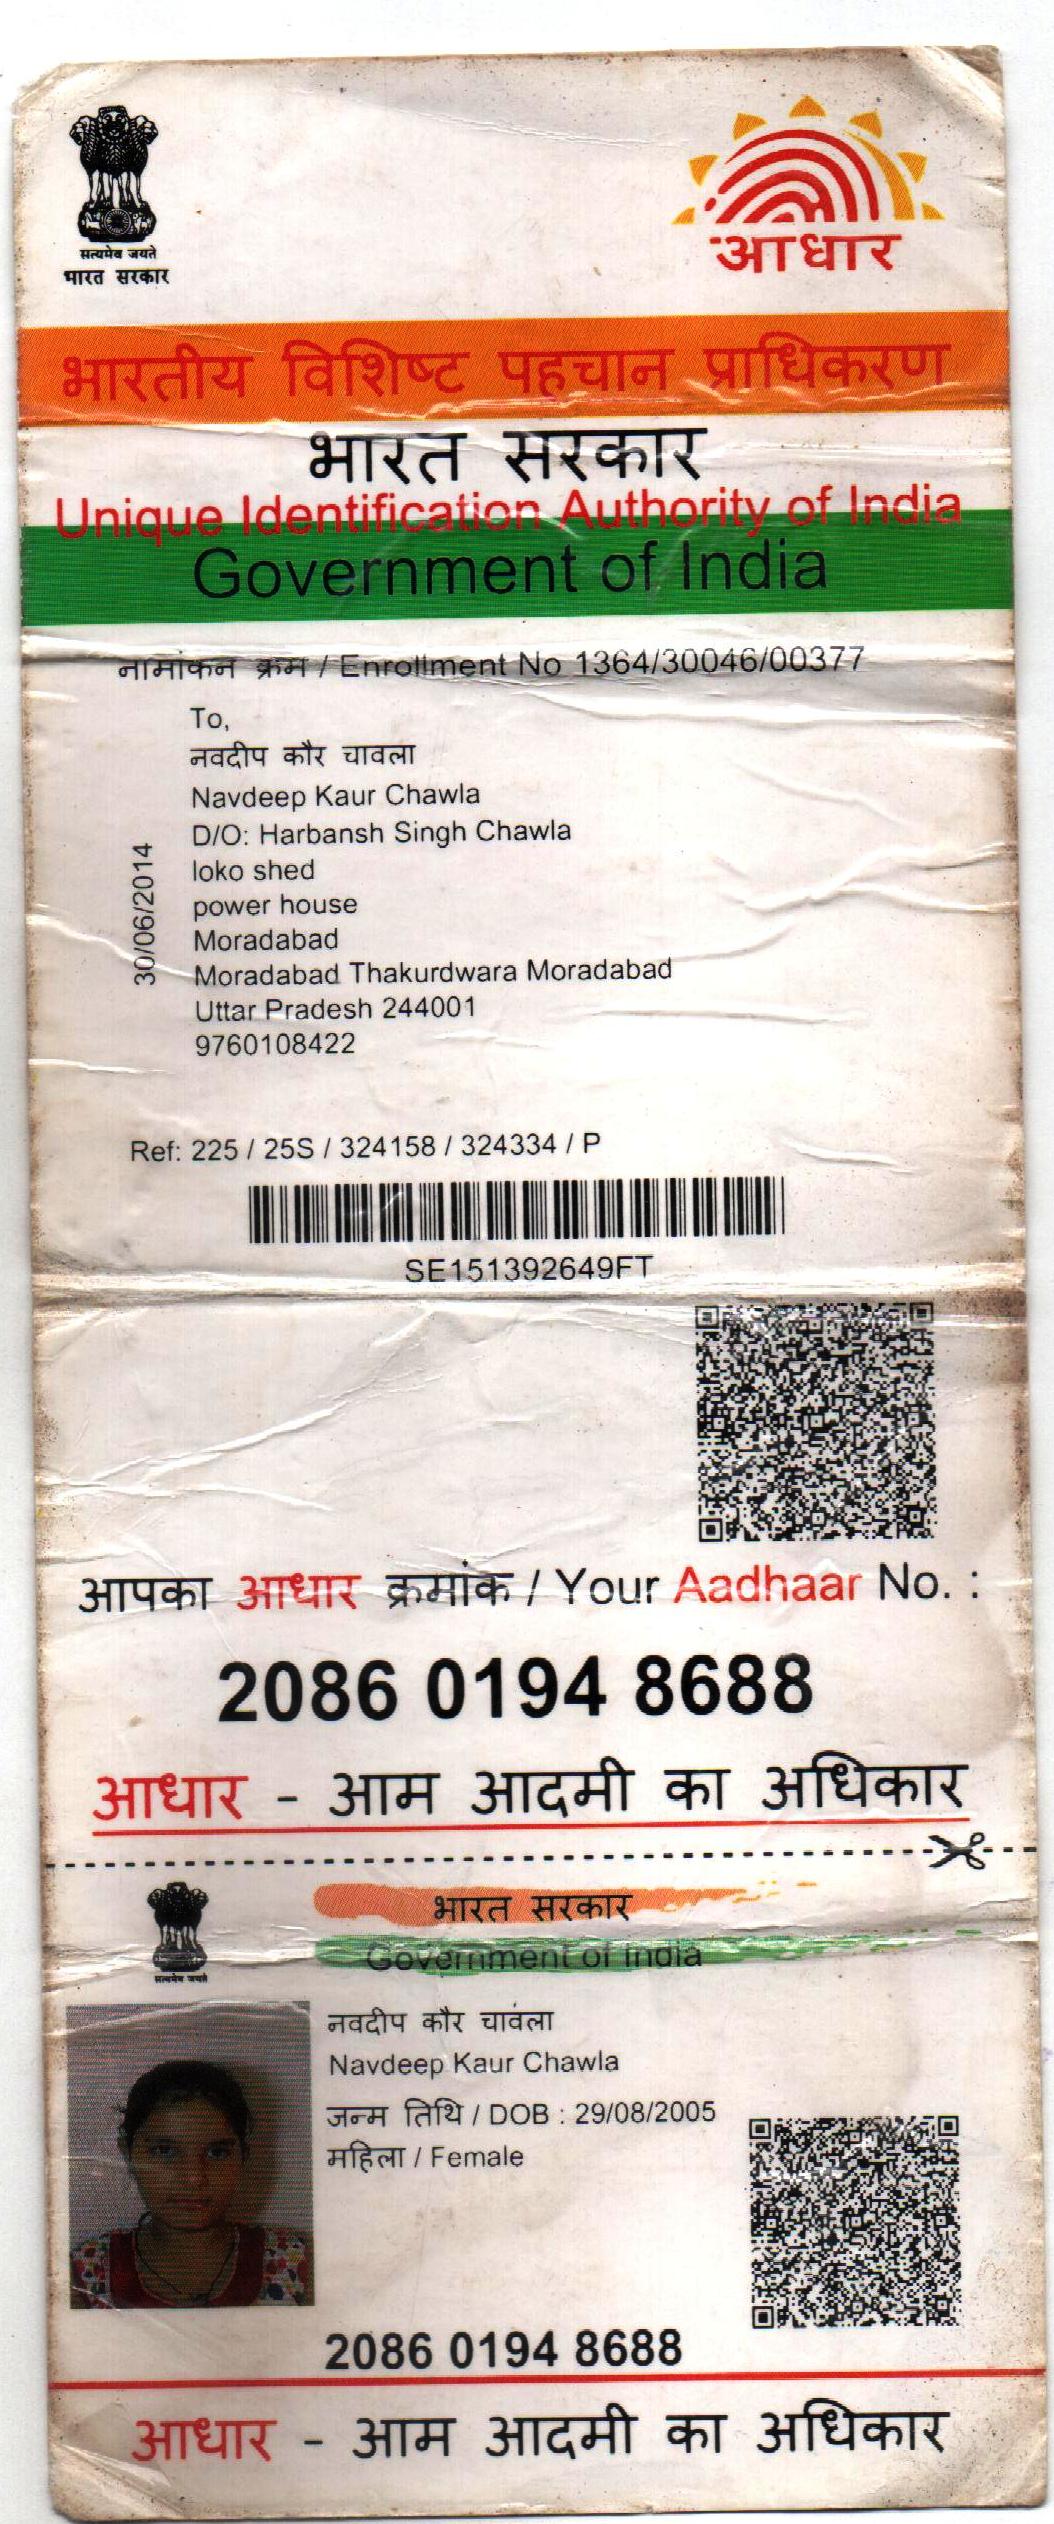 सत्यमेव जयते
भारत सरकार
आधार
भारतीय विशिष्ट पहचान प्राधिकरण
भारत सरकार
Unique Identification Authority of India
Government of India
नामांकन क्रम / Enrollment No 1364/30046/00377
30/06/2014
To,
नवदीप कौर चावला
Navdeep Kaur Chawla
D/O: Harbansh Singh Chawla
loko shed
power house
Moradabad
Moradabad Thakurdwara Moradabad
Uttar Pradesh 244001
9760108422
Ref: 225 / 25S / 324158 / 324334 / P
SE151392649FT
आपका आधार क्रमांक / Your Aadhaar No. :
2086 0194 8688
आधार - आम आदमी का अधिकार
भारत सरकार
Government of India
सत्यमेव जयते
नवदीप कौर चावला
Navdeep Kaur Chawla
जन्म तिथि / DOB : 29/08/2005
महिला / Female
2086 0194 8688
आधार - आम आदमी का अधिकार